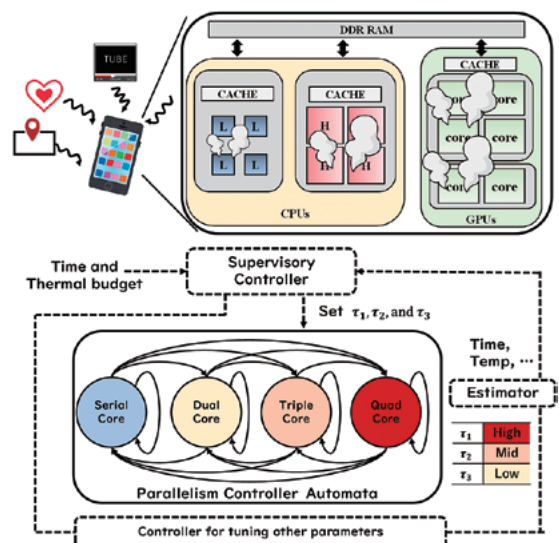 TUBE
DDR RAM
CACHE
CACHE
CACHE
L
L
L
L
H
H
core
core
core
core
core
core
CPUs
GPUs
Time and
Thermal budget
Supervisory
Controller
Set τ₁, τ₂, and τ₃
Time,
Temp, ...
Serial
Core
Dual
Core
Triple
Core
Quad
Core
Estimator
τ₁ High
τ₂ Mid
τ₃ Low
Parallelism Controller Automata
Controller for tuning other parameters